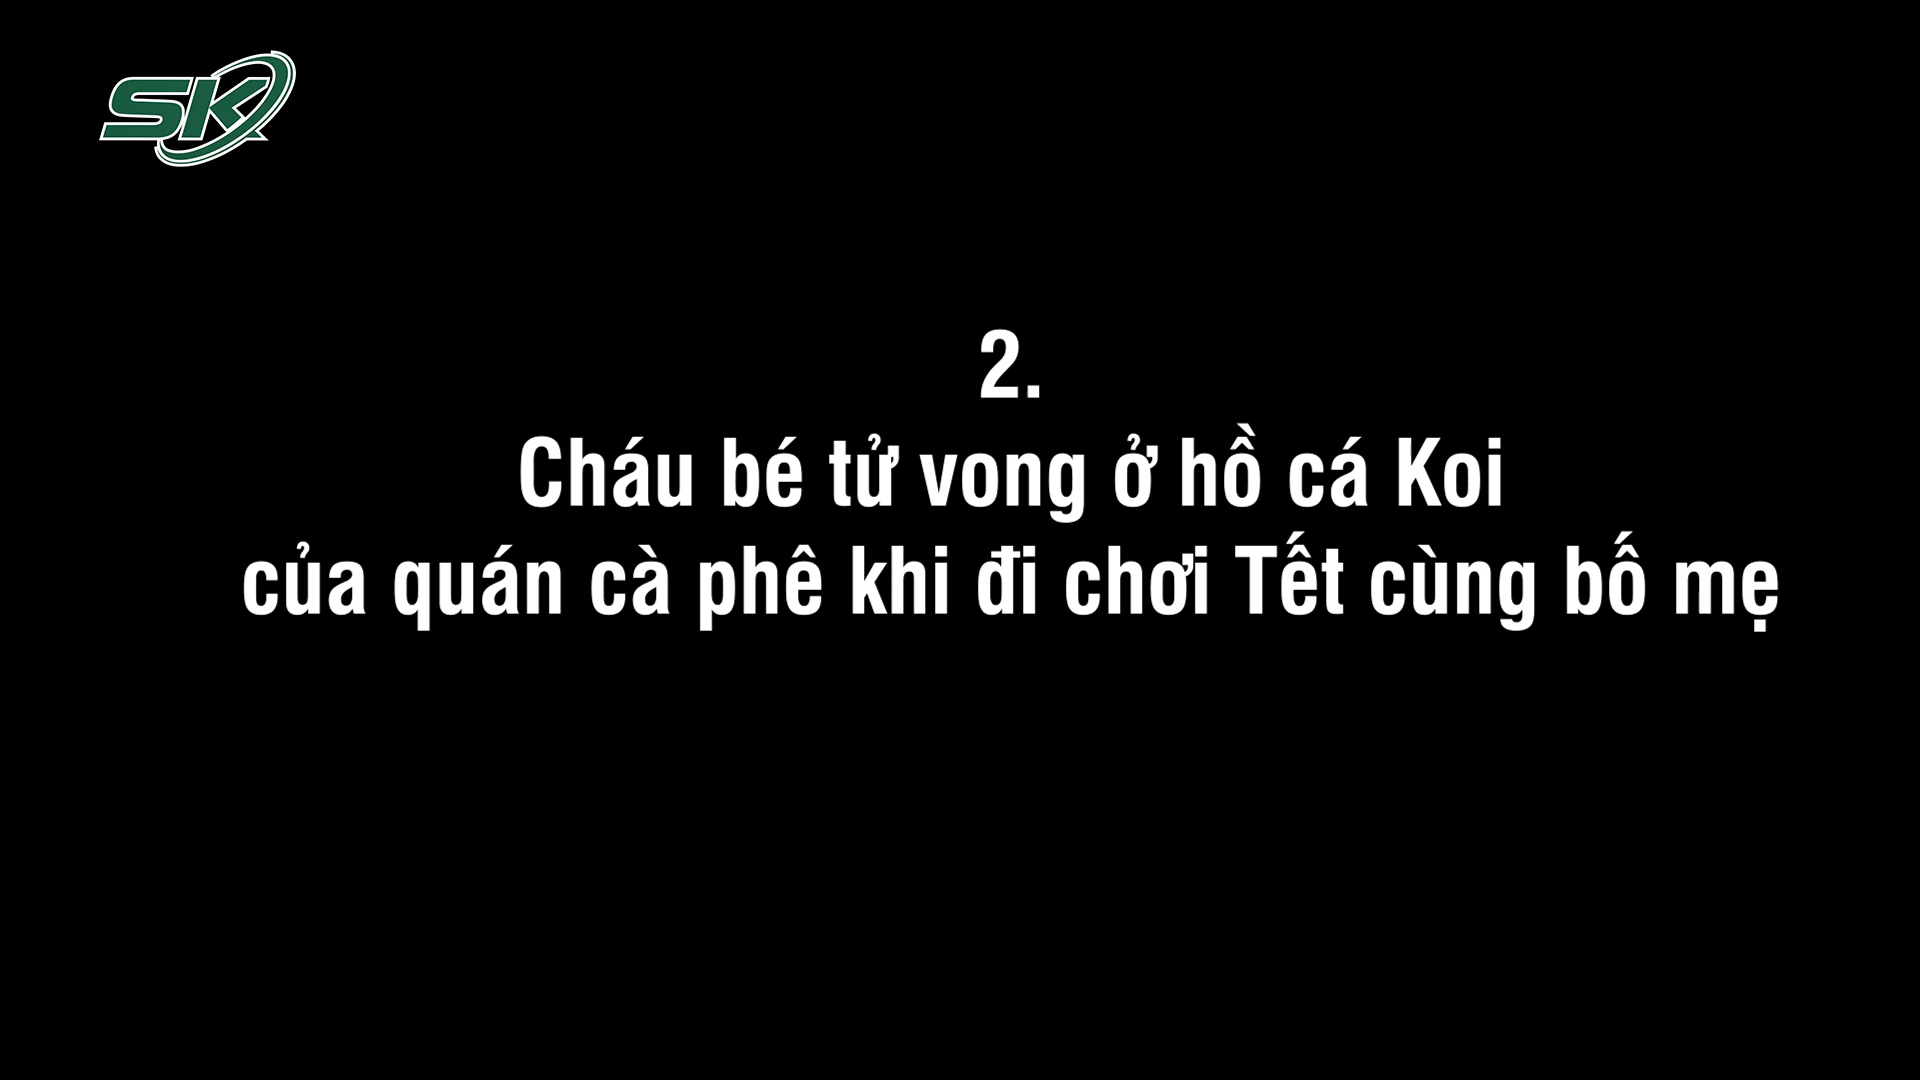 SK
2.
Cháu bé tử vong ở hồ cá Koi
của quán cà phê khi đi chơi Tết cùng bố mẹ